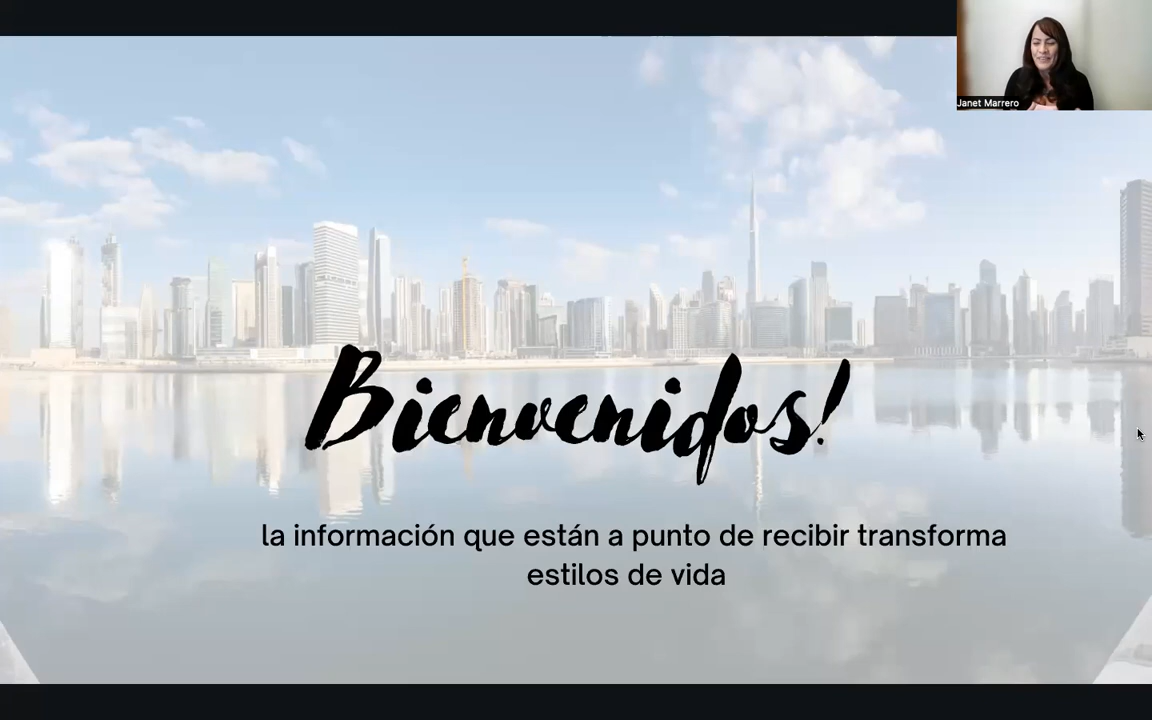 Janet Marrero
Bienvenidos!
la información que están a punto de recibir transforma
estilos de vida